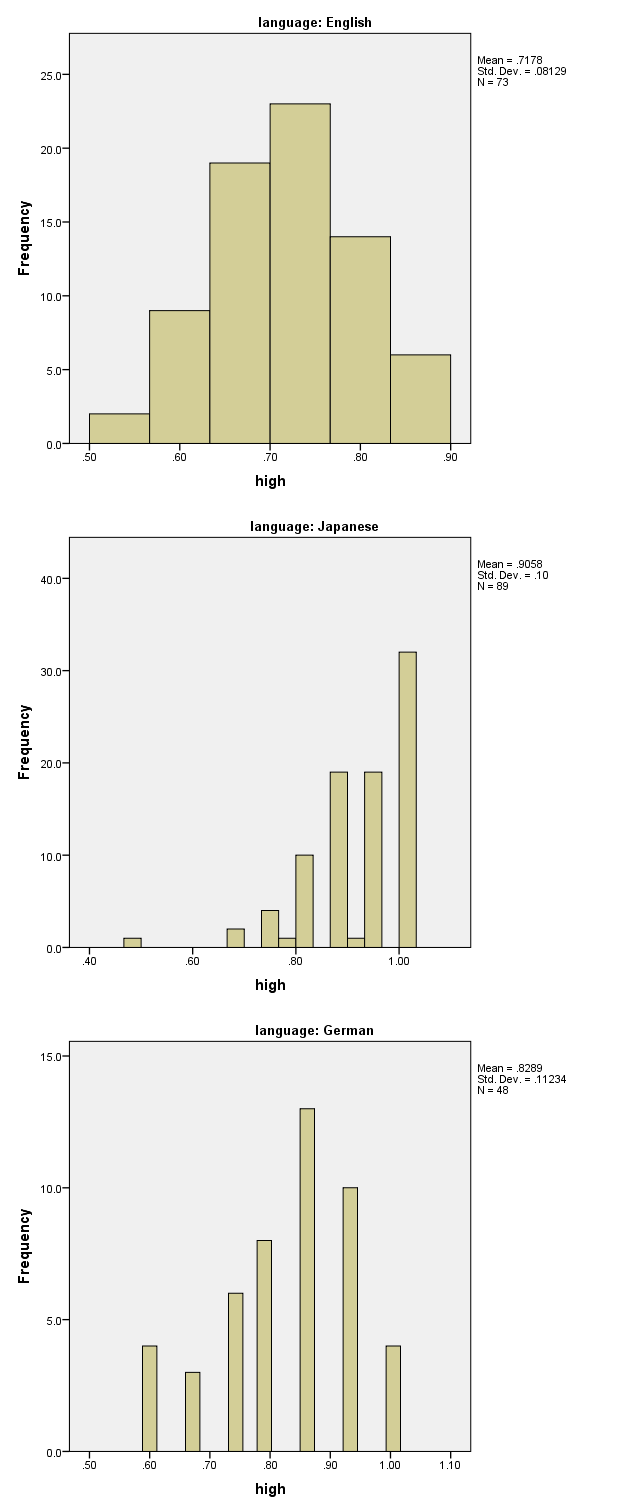 language: English
Mean = .7178
Std. Dev. = .08129
N = 73
25.0
20.0
15.0
10.0
5.0
0.0
Frequency
.50 .60 .70 .80 .90
high
language: Japanese
Mean = .9058
Std. Dev. = .10
N = 89
40.0
30.0
20.0
10.0
0.0
Frequency
.40 .60 .80 1.00
high
language: German
Mean = .8289
Std. Dev. = .11234
N = 48
15.0
10.0
5.0
0.0
Frequency
.50 .60 .70 .80 .90 1.00 1.10
high